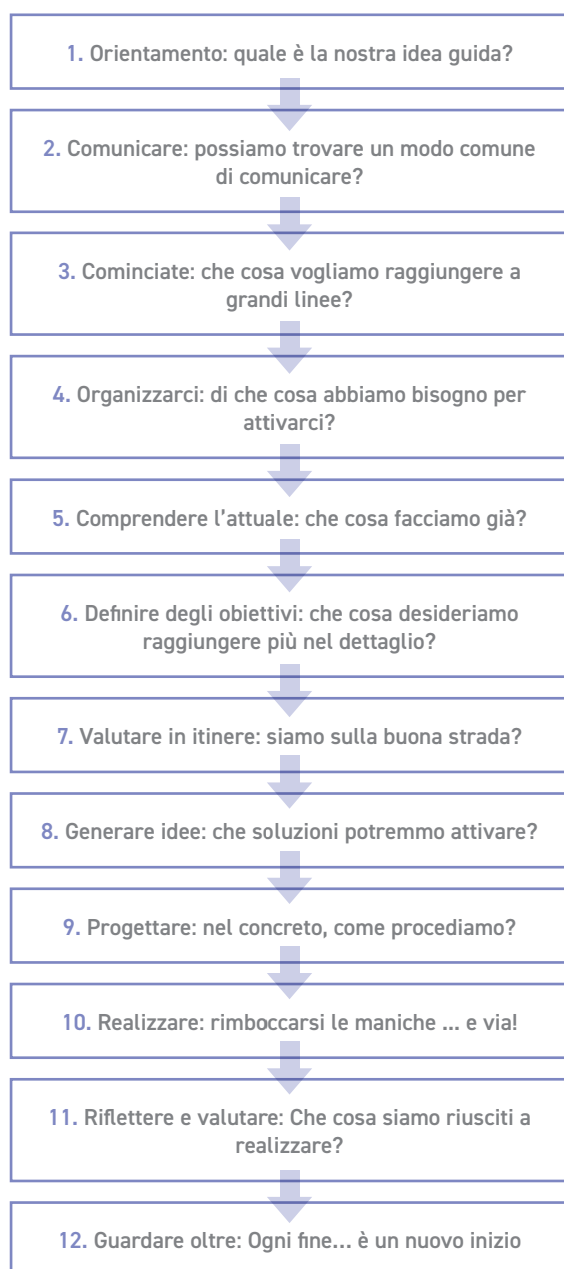 1. Orientamento: quale è la nostra idea guida?
2. Comunicare: possiamo trovare un modo comune
di comunicare?
3. Cominciate: che cosa vogliamo raggiungere a
grandi linee?
4. Organizzarci: di che cosa abbiamo bisogno per
attivarci?
5. Comprendere l'attuale: che cosa facciamo già?
6. Definire degli obiettivi: che cosa desideriamo
raggiungere più nel dettaglio?
7. Valutare in itinere: siamo sulla buona strada?
8. Generare idee: che soluzioni potremmo attivare?
9. Progettare: nel concreto, come procediamo?
10. Realizzare: rimboccarsi le maniche ... e via!
11. Riflettere e valutare: Che cosa siamo riusciti a
realizzare?
12. Guardare oltre: Ogni fine... è un nuovo inizio